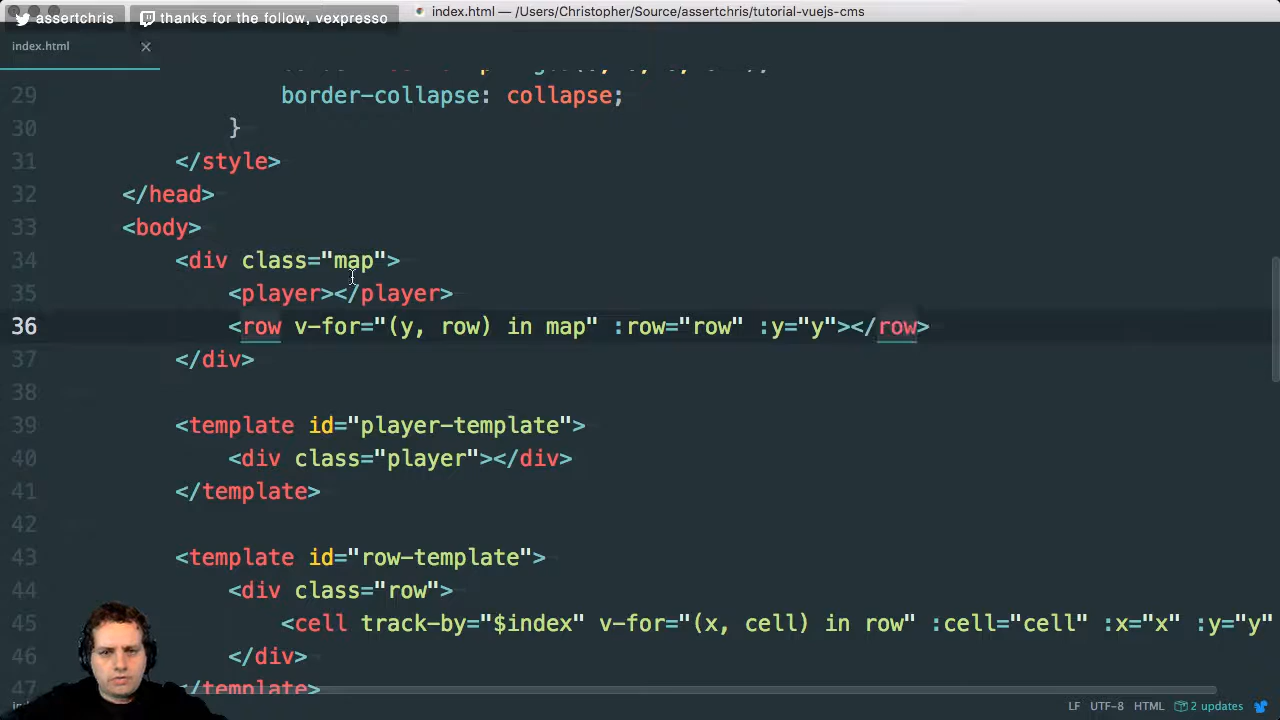 assertchris
thanks for the follow, vexpresso
index.html — /Users/Christopher/Source/assertchris/tutorial-vuejs-cms
index.html
29 border-collapse: collapse;
30 }
31 </style>
32 </head>
33 <body>
34 <div class="map">
35 <player></player>
36 <row v-for="(y, row) in map" :row="row" :y="y"></row>
37 </div>
38
39 <template id="player-template">
40 <div class="player"></div>
41 </template>
42
43 <template id="row-template">
44 <div class="row">
45 <cell track-by="$index" v-for="(x, cell) in row" :cell="cell" :x="x" :y="y"
46 </div>
47 </template>
LF UTF-8 HTML 2 updates